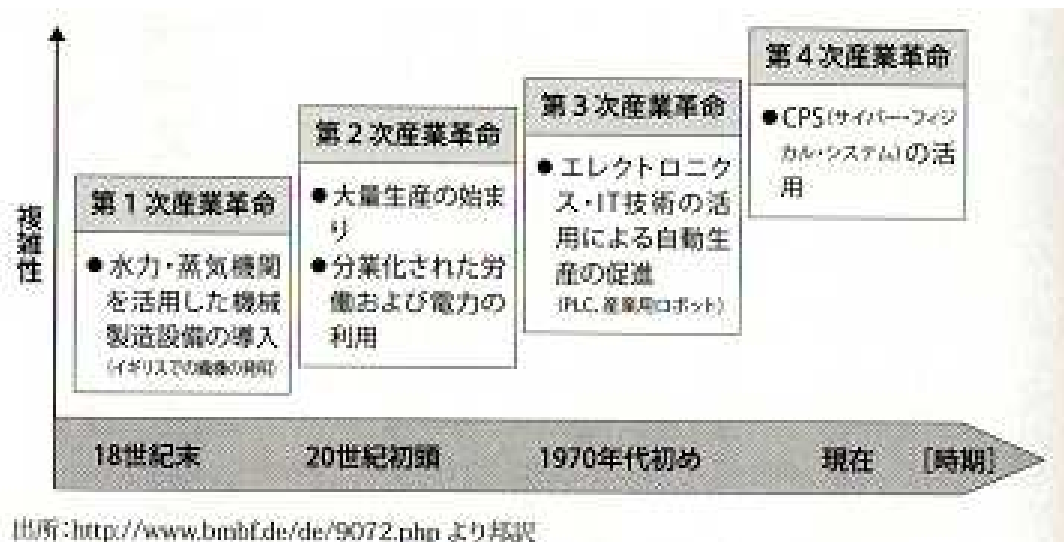 複雑性
第1次産業革命
●水力・蒸気機関
を活用した機械
製造設備の導入
第2次産業革命
●大量生産の始ま
り
●分業化された労
働および電力の
利用
第3次産業革命
●エレクトロニク
ス・IT技術の活
用による自動生
産の促進
(PLC、産業用ロボット)
第4次産業革命
●CPS(サイバー・フィジ
カル・システム)の活
用
18世紀末
20世紀初頭
1970年代初め
現在
[時期]
出所:http://www.bmbf.de/de/9072.php より邦訳